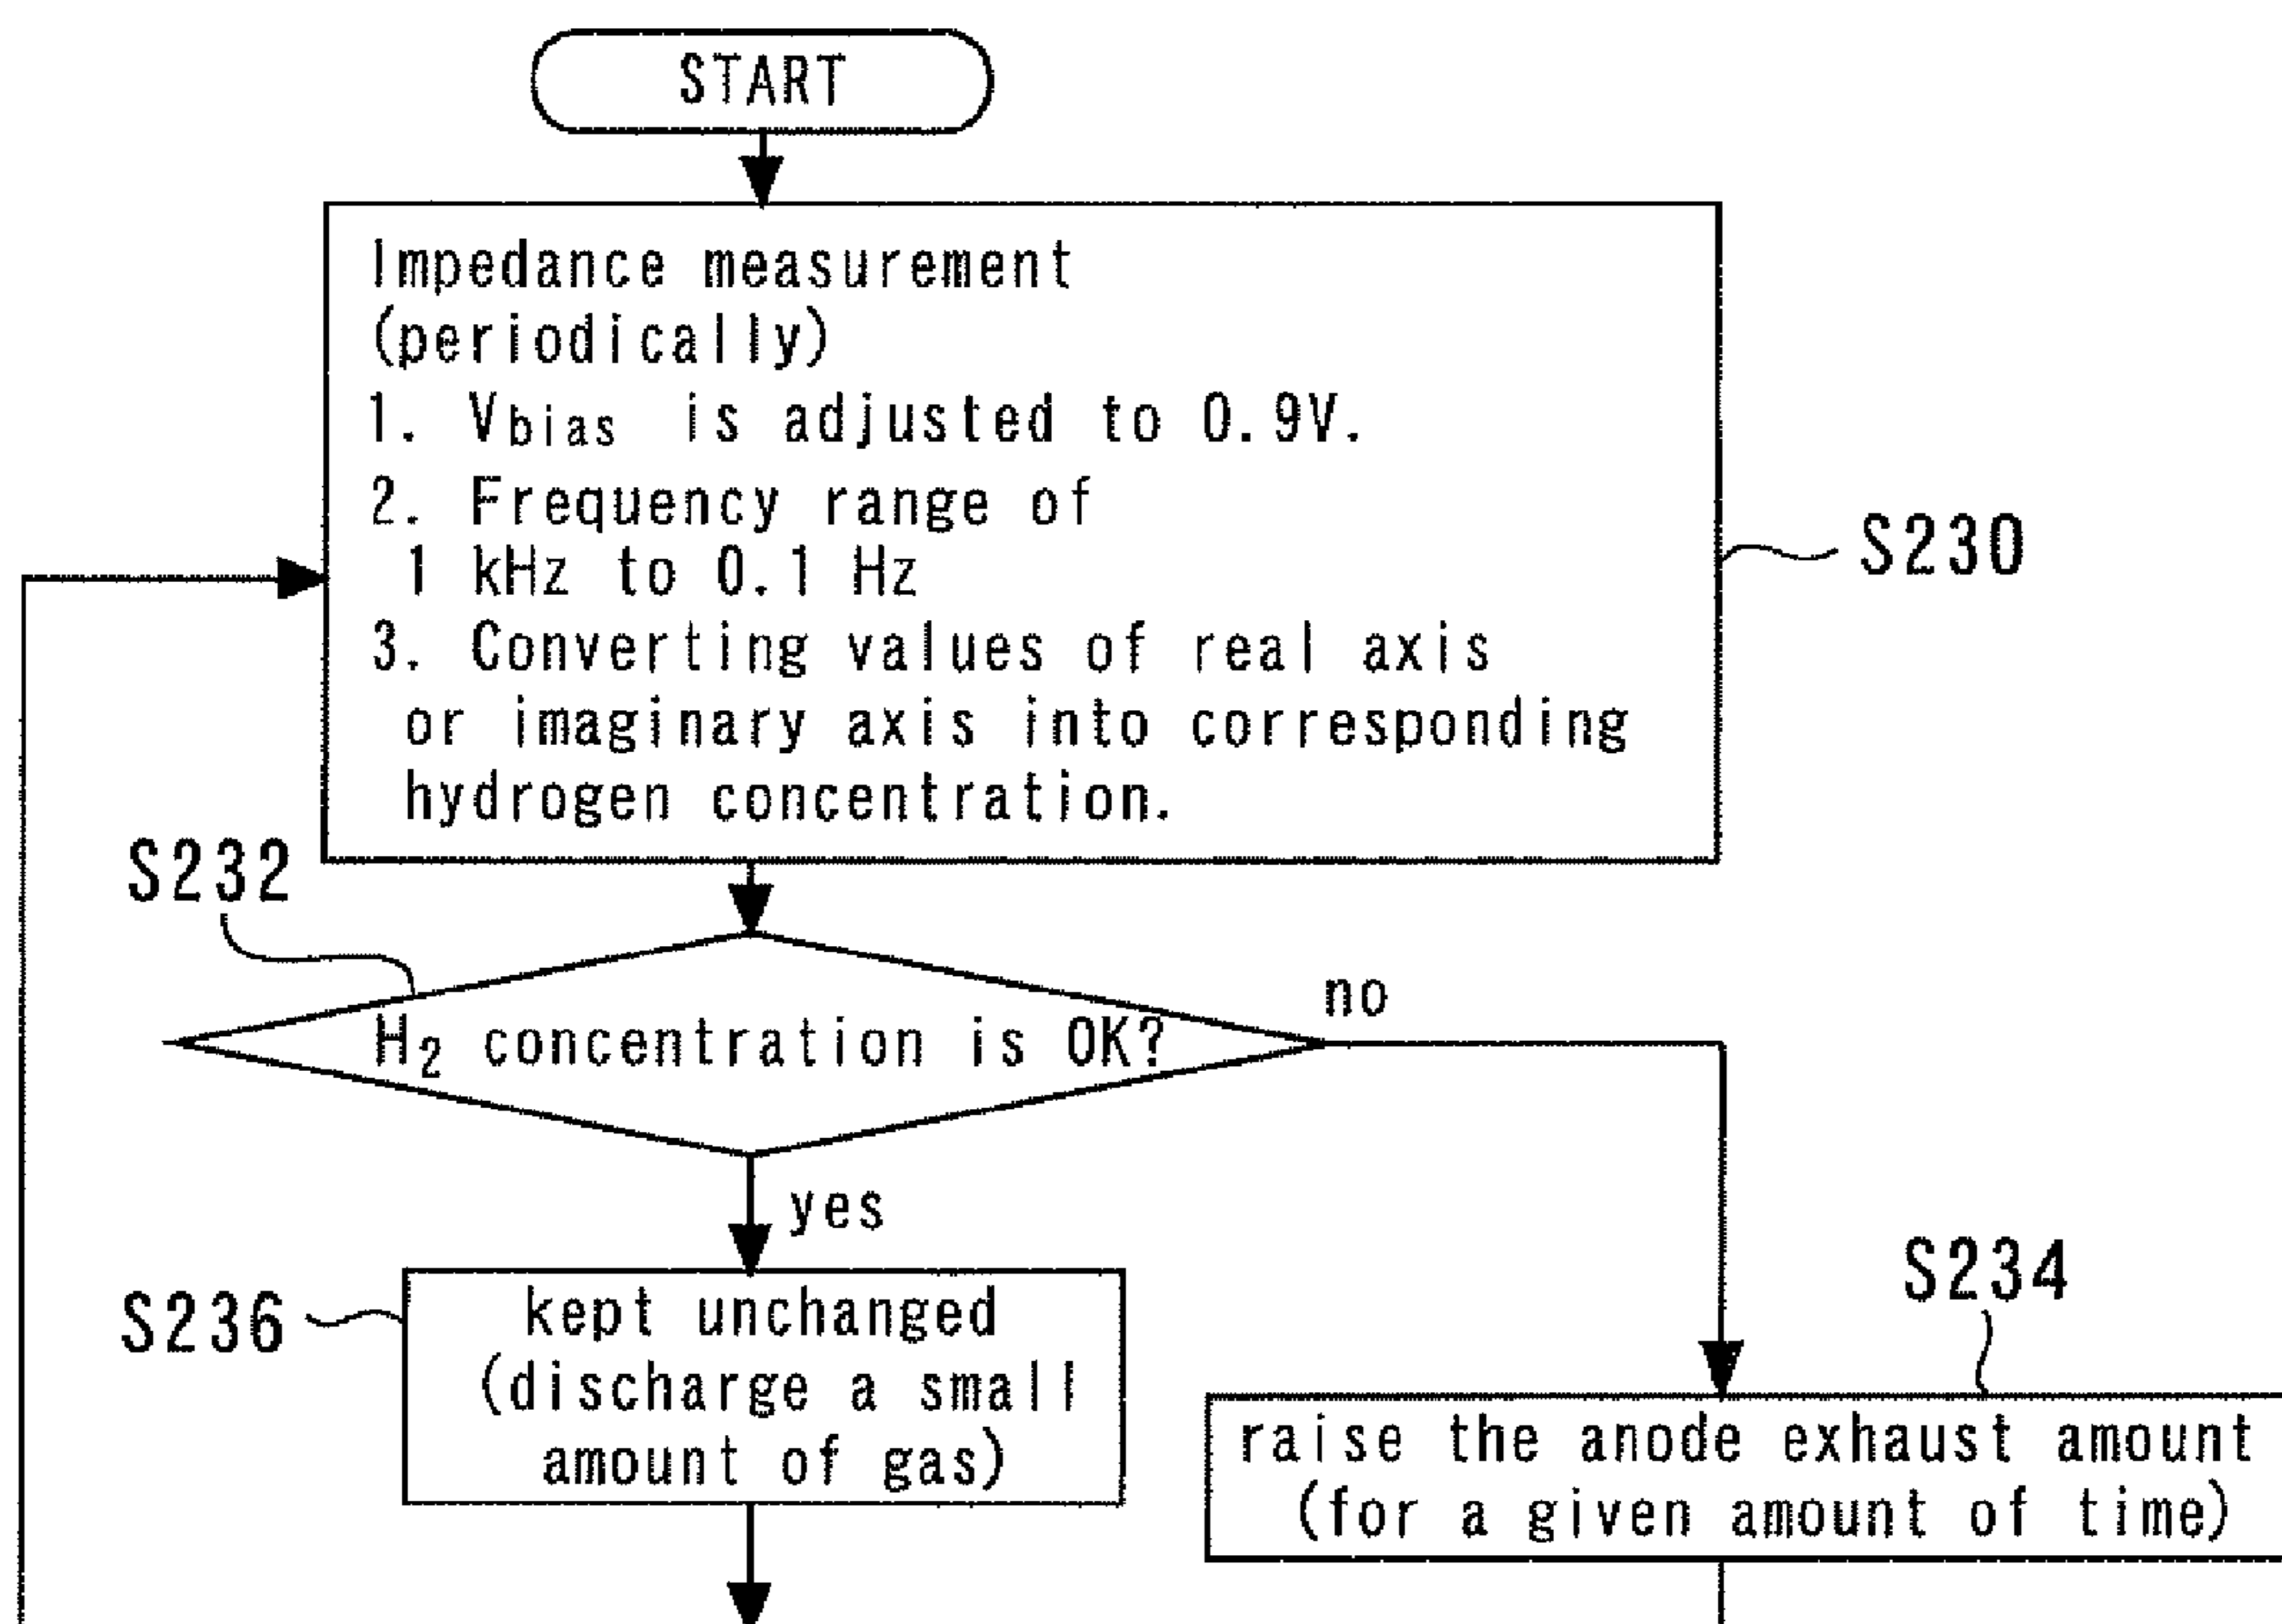 START
Impedance measurement
(periodically)
1. Vbias is adjusted to 0.9V.
2. Frequency range of
1 kHz to 0.1 Hz
3. Converting values of real axis
or imaginary axis into corresponding
hydrogen concentration.
S230
S232
H2 concentration is OK?
no
yes
S236
kept unchanged
(discharge a small
amount of gas)
S234
raise the anode exhaust amount
(for a given amount of time)